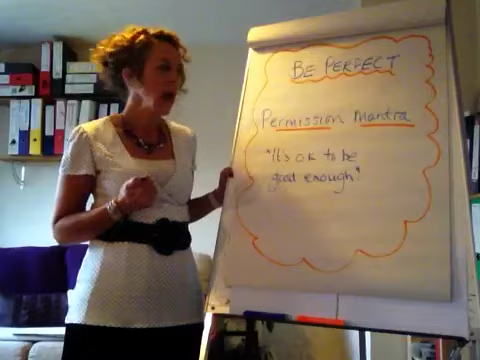 BE PERFECT
Permission Mantra
"It's ok to be
good enough"